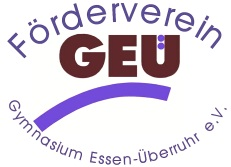 Förderverein
GEÜ
Gymnasium Essen-Überruhr e.V.